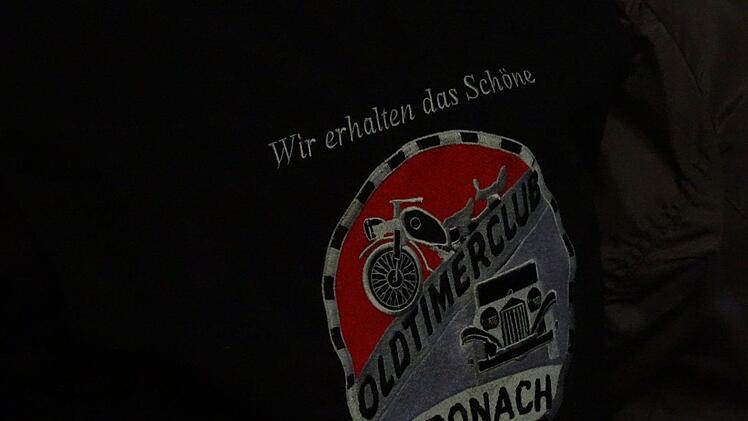 Wir erhalten das Schöne
OLDTIMERCLUB